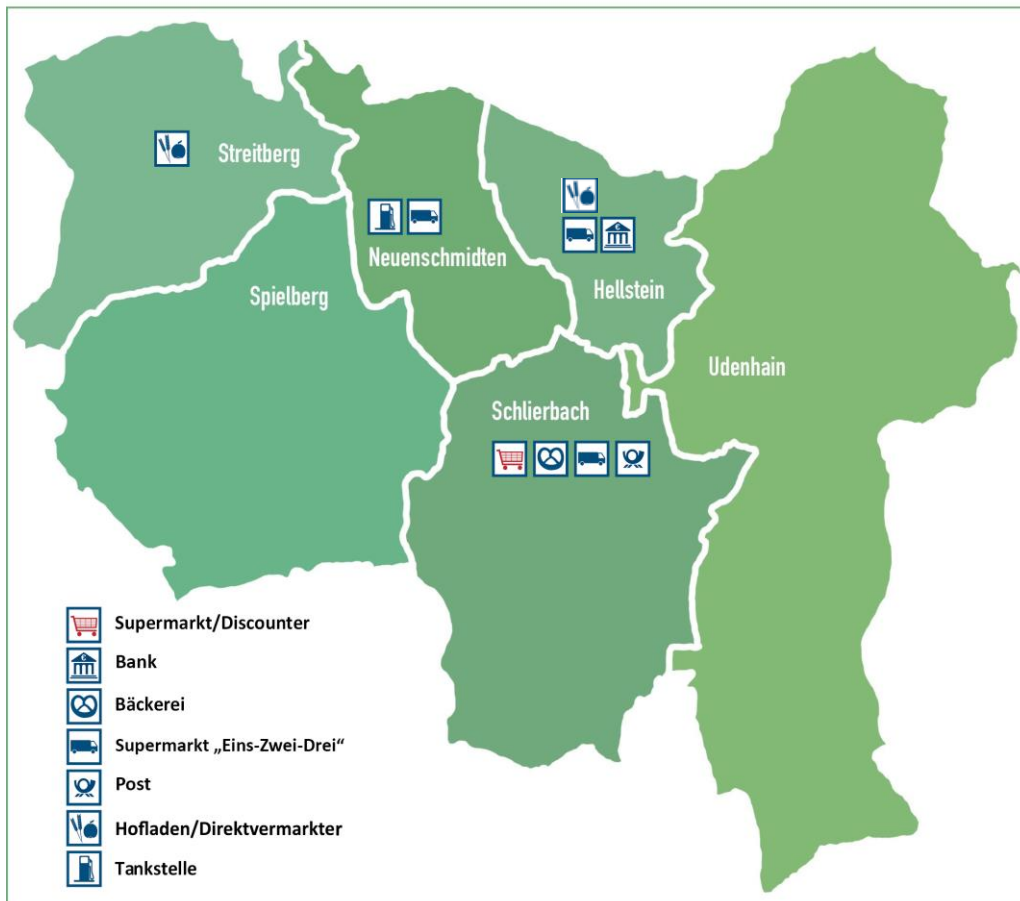 Streitberg
Neuenschmidten
Hellstein
Spielberg
Udenhain
Schlierbach
Supermarkt/Discounter
Bank
Bäckerei
Supermarkt „Eins-Zwei-Drei“
Post
Hofladen/Direktvermarkter
Tankstelle